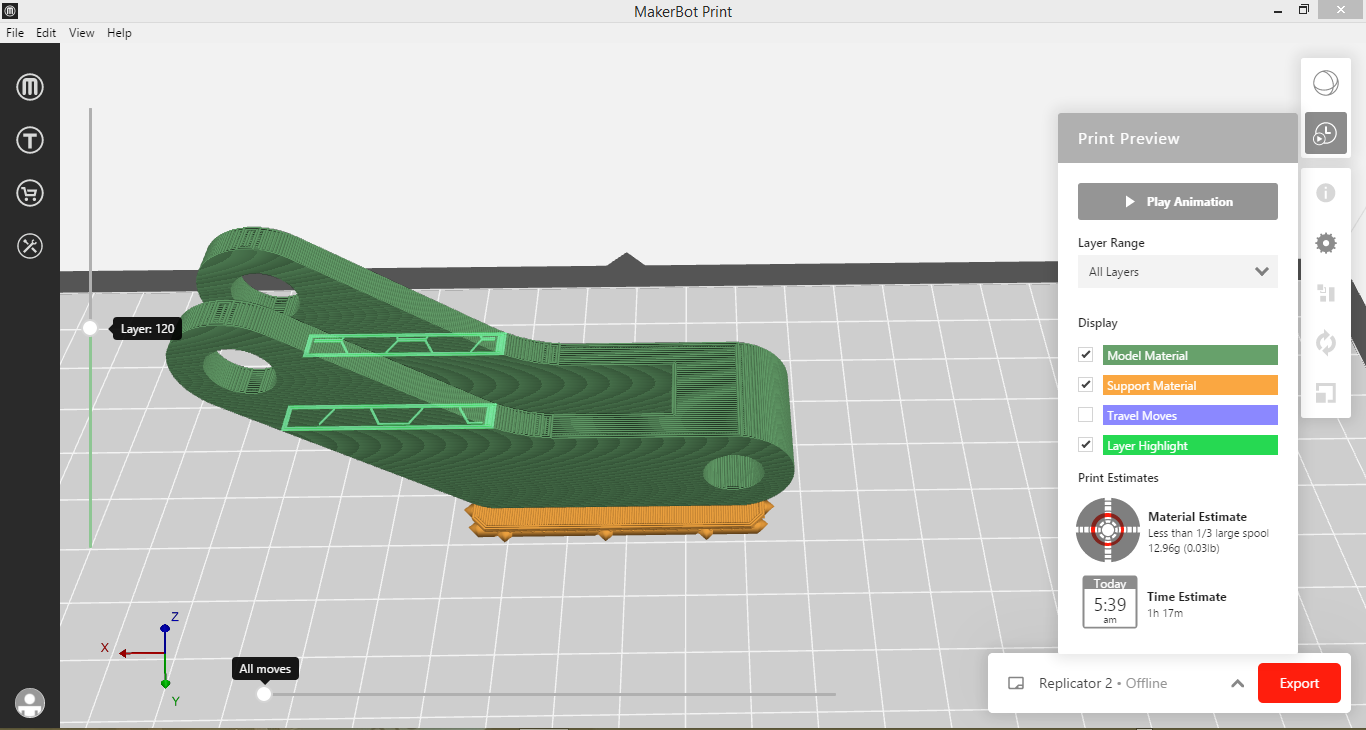 MakerBot Print
File Edit View Help
Print Preview
Play Animation
Layer Range
All Layers
Layer: 120
Display
Model Material
Support Material
Travel Moves
Layer Highlight
Print Estimates
Material Estimate
Less than 1/3 large spool
12.96g (0.03lb)
Today
5:39
am
Time Estimate
1h 17m
Z
X
Y
All moves
Replicator 2 • Offline
Export